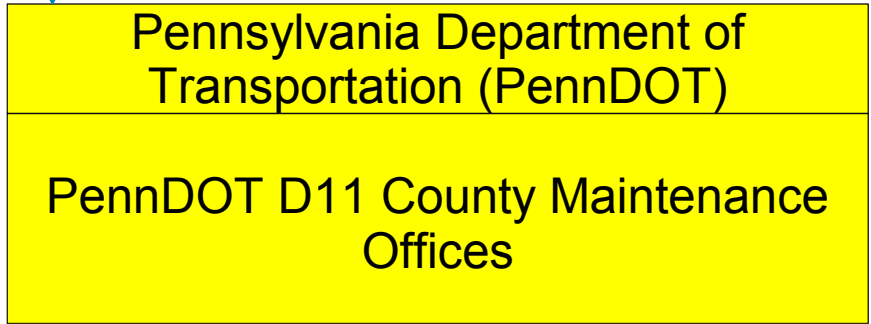 Pennsylvania Department of
Transportation (PennDOT)
PennDOT D11 County Maintenance
Offices